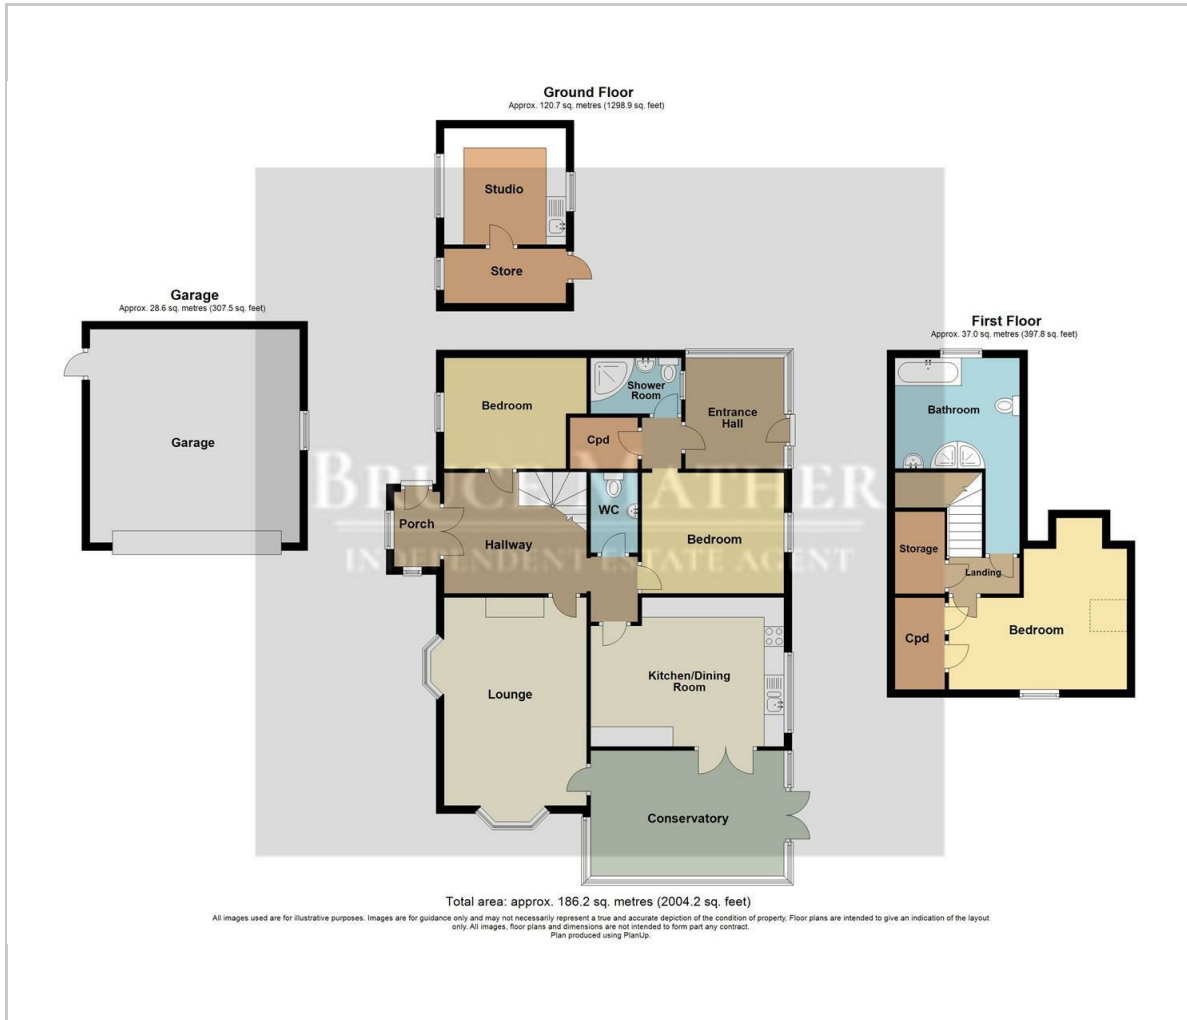 Ground Floor
Approx. 120.7 sq. metres (1298.9 sq. feet)
Studio
Store
Garage
Approx. 28.6 sq. metres (307.5 sq. feet)
Garage
First Floor
Approx. 37.0 sq. metres (397.8 sq. feet)
Bedroom
Shower
Room
Entrance
Hall
Cpd
Bathroom
BRUCE MATHER
INDEPENDENT ESTATE AGENT
Porch
Hallway
WC
Bedroom
Storage
Landing
Cpd
Bedroom
Lounge
Kitchen/Dining
Room
Conservatory
Total area: approx. 186.2 sq. metres (2004.2 sq. feet)
All images used are for illustrative purposes. Images are for guidance only and may not necessarily represent a true and accurate depiction of the condition of property. Floor plans are intended to give an indication of the layout
only. All images, floor plans and dimensions are not intended to form part any contract.
Plan produced using PlanUp.